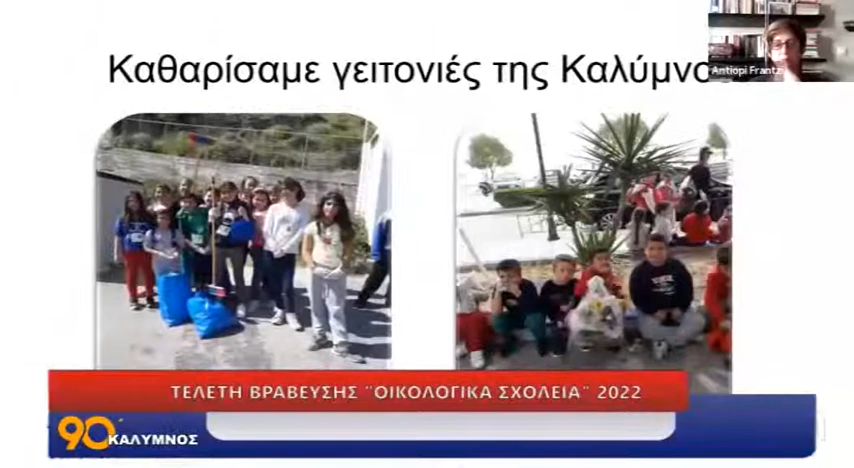 Καθαρίσαμε γειτονιές της Καλύμνο
Antiopi Frantz
ΤΕΛΕΤΗ ΒΡΑΒΕΥΣΗΣ "ΟΙΚΟΛΟΓΙΚΑ ΣΧΟΛΕΙΑ" 2022
90΄
ΚΑΛΥΜΝΟΣ